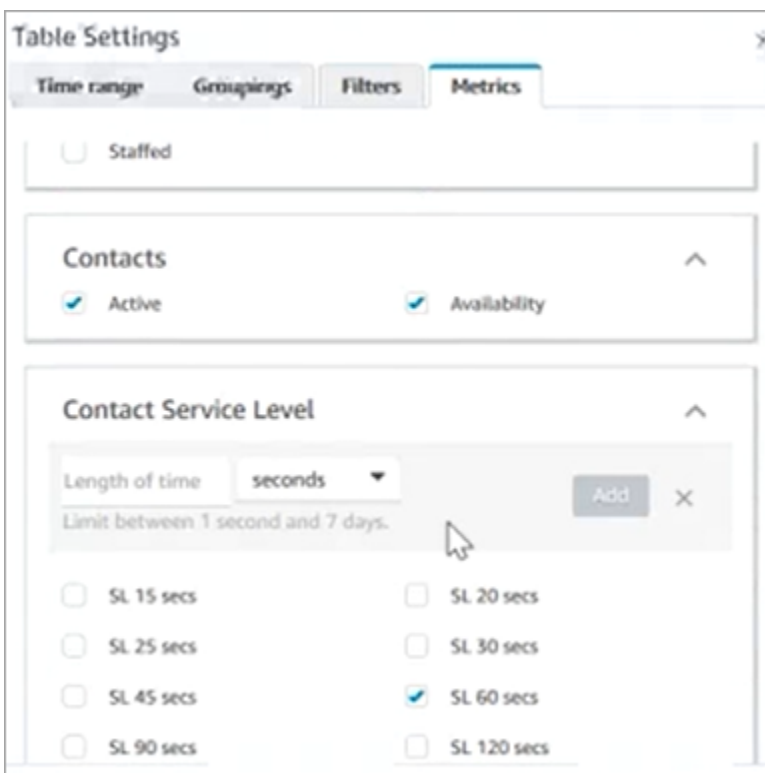 Table Settings
Time range Groupings Filters Metrics
Staffed
Contacts
Active Availability
Contact Service Level
Length of time seconds Add
Limit between 1 second and 7 days.
SL 15 secs SL 20 secs
SL 25 secs SL 30 secs
SL 45 secs SL 60 secs
SL 90 secs SL 120 secs